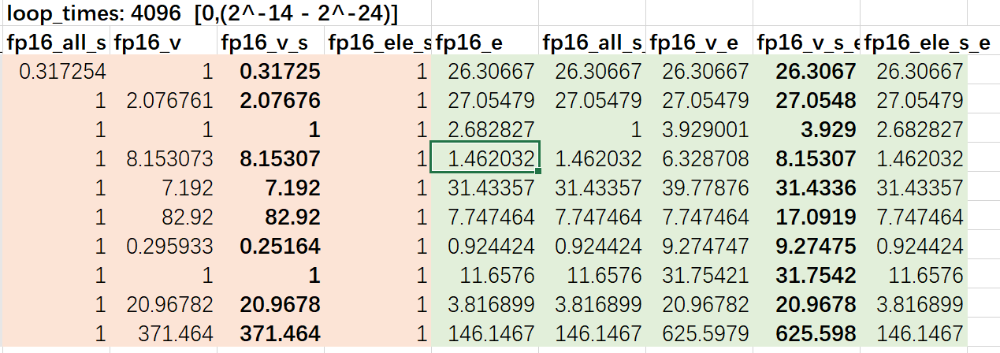 loop_times: 4096 [0,(2^-14 - 2^-24)]
fp16_all_s fp16_v fp16_v_s fp16_ele_s fp16_e fp16_all_s_ fp16_v_e fp16_v_s_e fp16_ele_s_e
0.317254 1 0.31725 1 26.30667 26.30667 26.30667 26.3067 26.30667
1 2.076761 2.07676 1 27.05479 27.05479 27.05479 27.0548 27.05479
1 1 1 1 2.682827 1 3.929001 3.929 2.682827
1 8.153073 8.15307 1 1.462032 1.462032 6.328708 8.15307 1.462032
1 7.192 7.192 1 31.43357 31.43357 39.77876 31.4336 31.43357
1 82.92 82.92 1 7.747464 7.747464 7.747464 17.0919 7.747464
1 0.295933 0.25164 1 0.924424 0.924424 9.274747 9.27475 0.924424
1 1 1 1 11.6576 11.6576 31.75421 31.7542 11.6576
1 20.96782 20.9678 1 3.816899 3.816899 20.96782 20.9678 3.816899
1 371.464 371.464 1 146.1467 146.1467 625.5979 625.598 146.1467